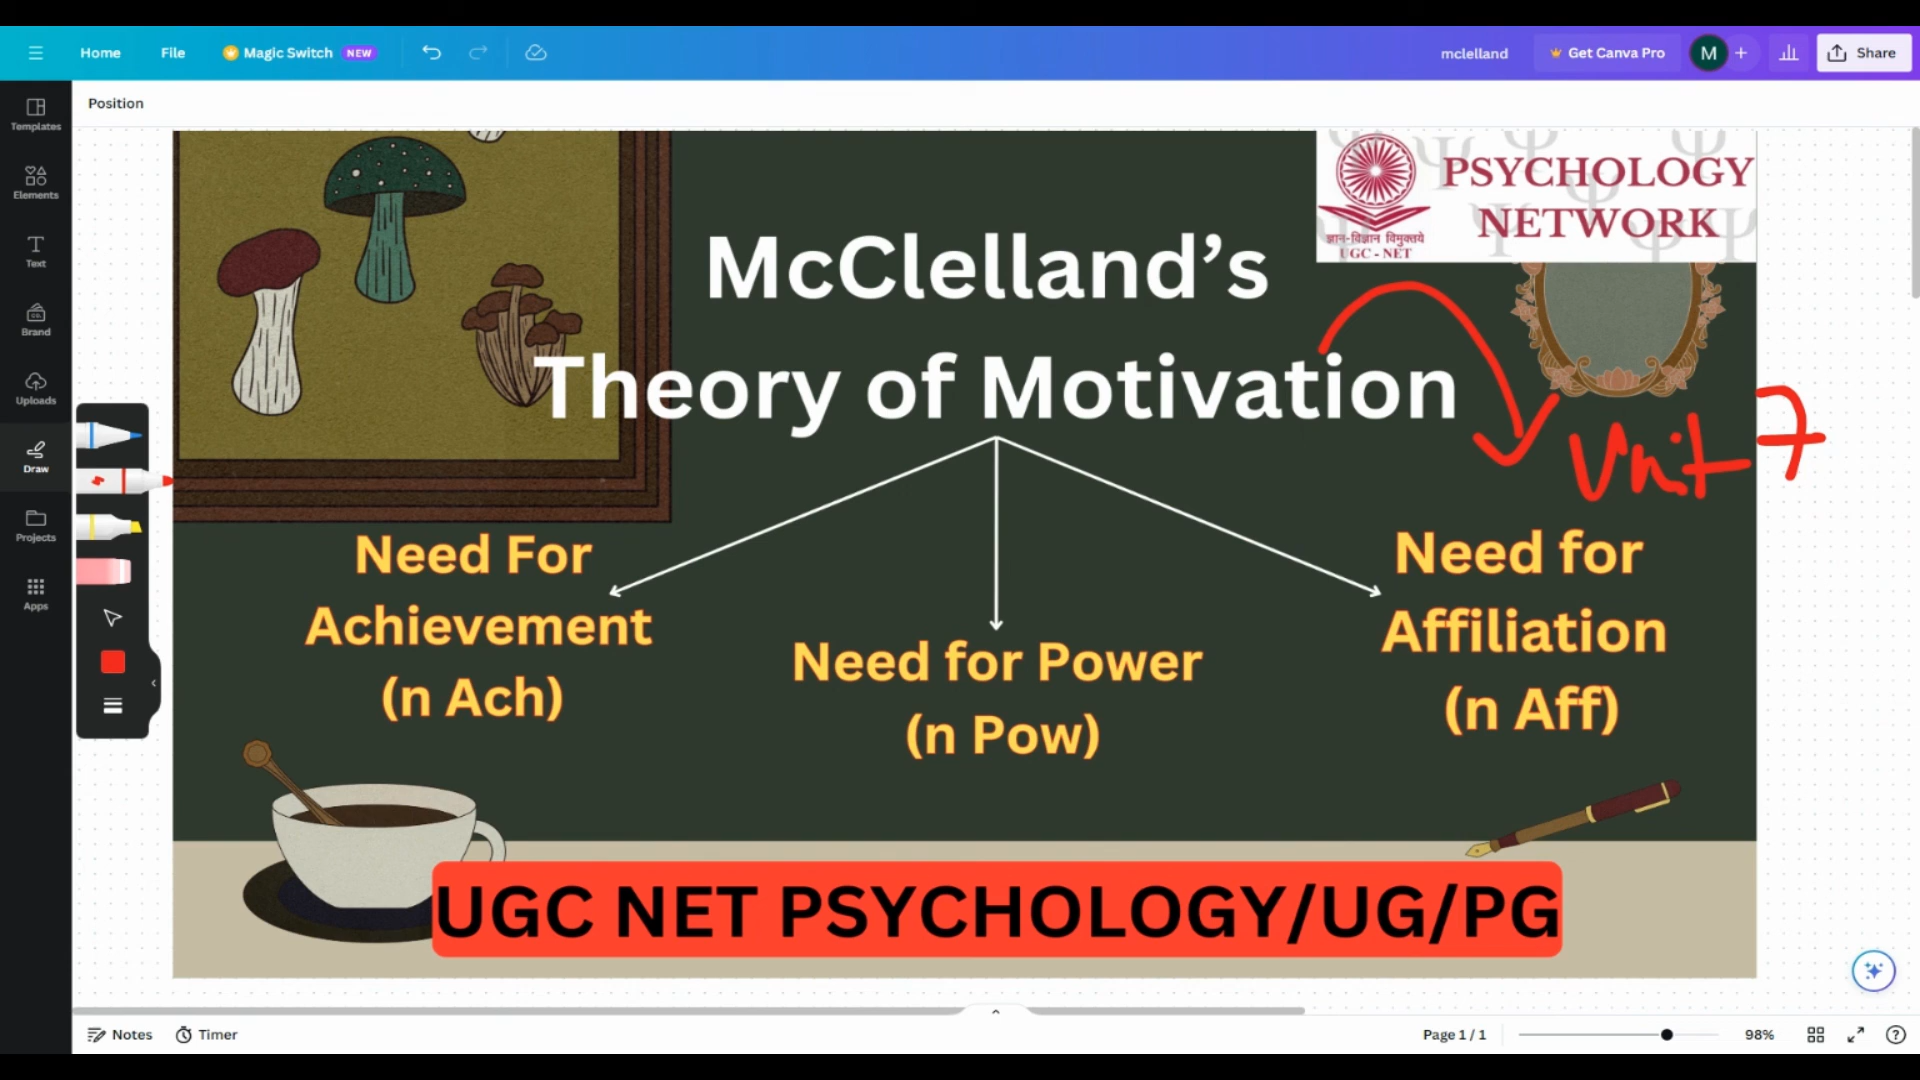 Home File Magic Switch NEW mclelland Get Canva Pro M + Share
Position
Templates
Elements
Text
Brand
Uploads
Draw
Projects
Apps
PSYCHOLOGY
NETWORK
ज्ञान-विज्ञान विमुक्तये
UGC - NET
McClelland’s
Theory of Motivation
Unit 7
Need For
Achievement
(n Ach)
Need for Power
(n Pow)
Need for
Affiliation
(n Aff)
UGC NET PSYCHOLOGY/UG/PG
Notes Timer Page 1 / 1 98%